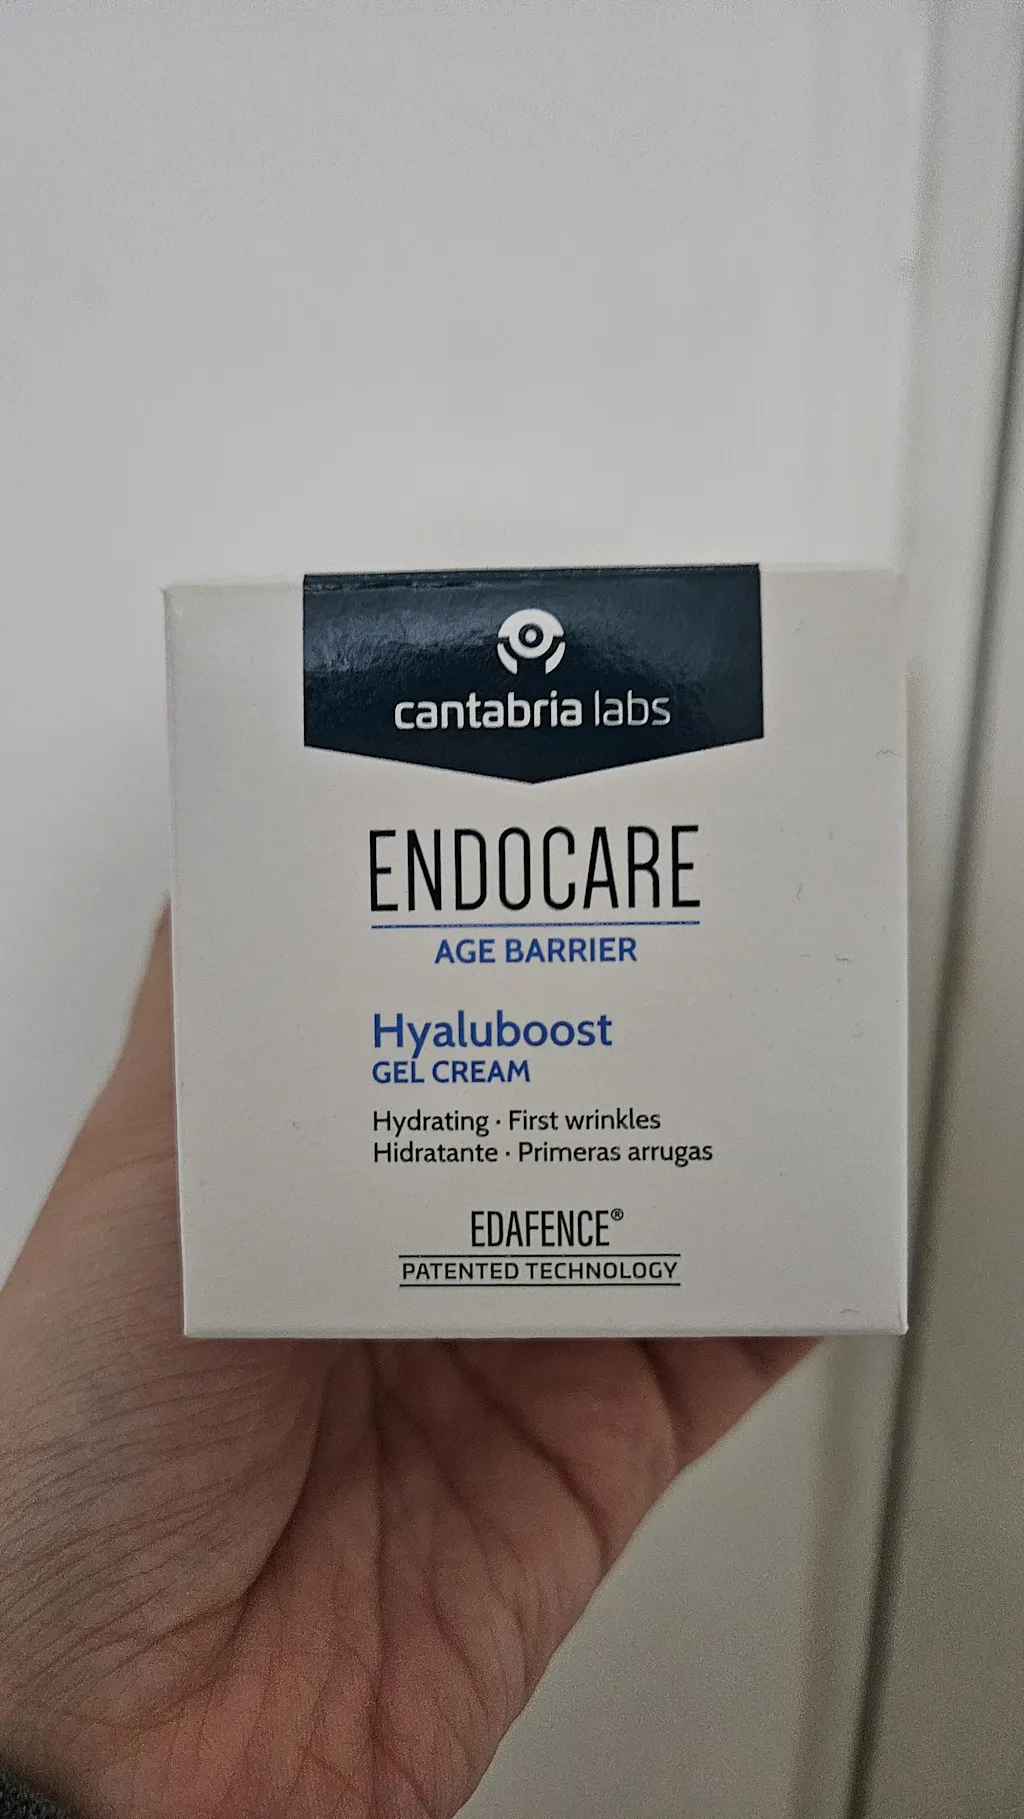 cantabria labs
ENDOCARE
AGE BARRIER
Hyaluboost
GEL CREAM
Hydrating · First wrinkles
Hidratante · Primeras arrugas
EDAFENCE®
PATENTED TECHNOLOGY